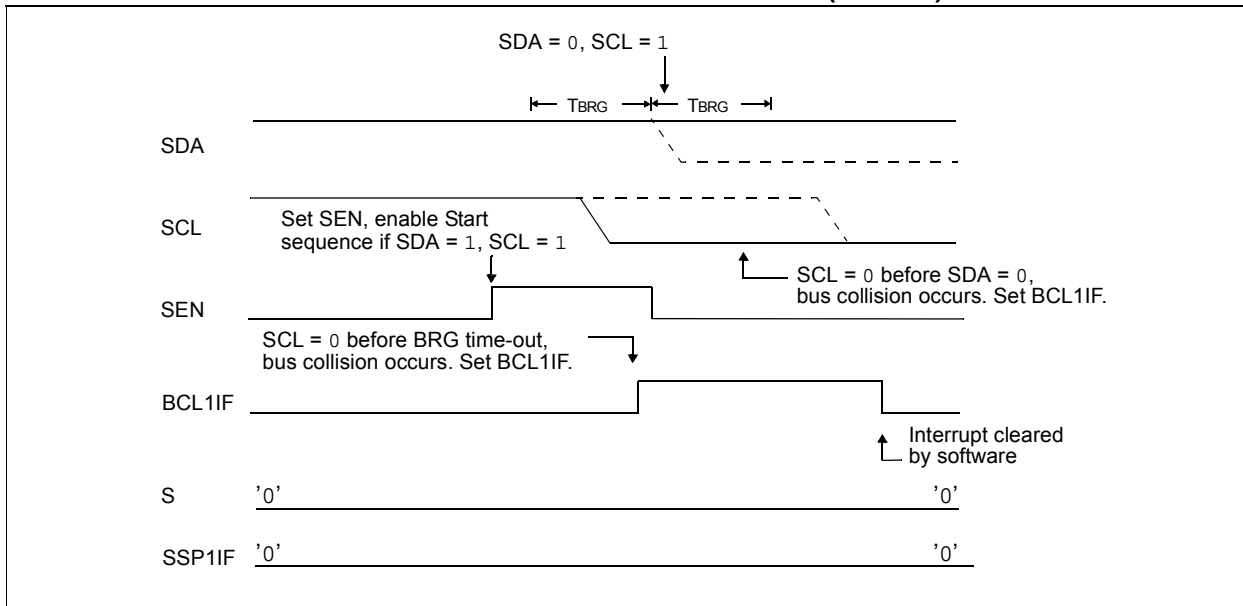 SDA = 0, SCL = 1
TBRG TBRG
SDA
SCL
Set SEN, enable Start
sequence if SDA = 1, SCL = 1
SCL = 0 before SDA = 0,
bus collision occurs. Set BCL1IF.
SEN
SCL = 0 before BRG time-out,
bus collision occurs. Set BCL1IF.
BCL1IF
Interrupt cleared
by software
S '0' '0'
SSP1IF '0' '0'